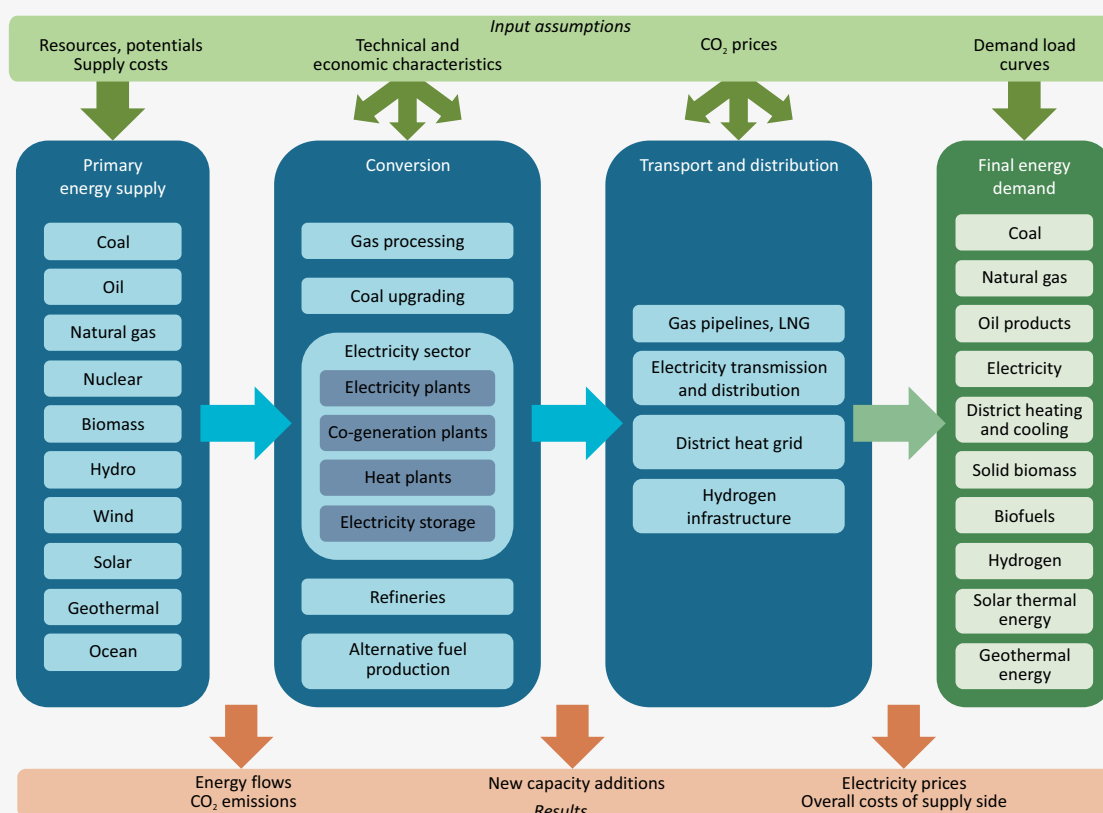 Input assumptions
Resources, potentials
Supply costs
Technical and
economic characteristics
CO₂ prices
Demand load
curves
Primary
energy supply
Coal
Oil
Natural gas
Nuclear
Biomass
Hydro
Wind
Solar
Geothermal
Ocean
Conversion
Gas processing
Coal upgrading
Electricity sector
Electricity plants
Co-generation plants
Heat plants
Electricity storage
Refineries
Alternative fuel
production
Transport and distribution
Gas pipelines, LNG
Electricity transmission
and distribution
District heat grid
Hydrogen
infrastructure
Final energy
demand
Coal
Natural gas
Oil products
Electricity
District heating
and cooling
Solid biomass
Biofuels
Hydrogen
Solar thermal
energy
Geothermal
energy
Energy flows
CO₂ emissions
New capacity additions
Electricity prices
Overall costs of supply side
Results